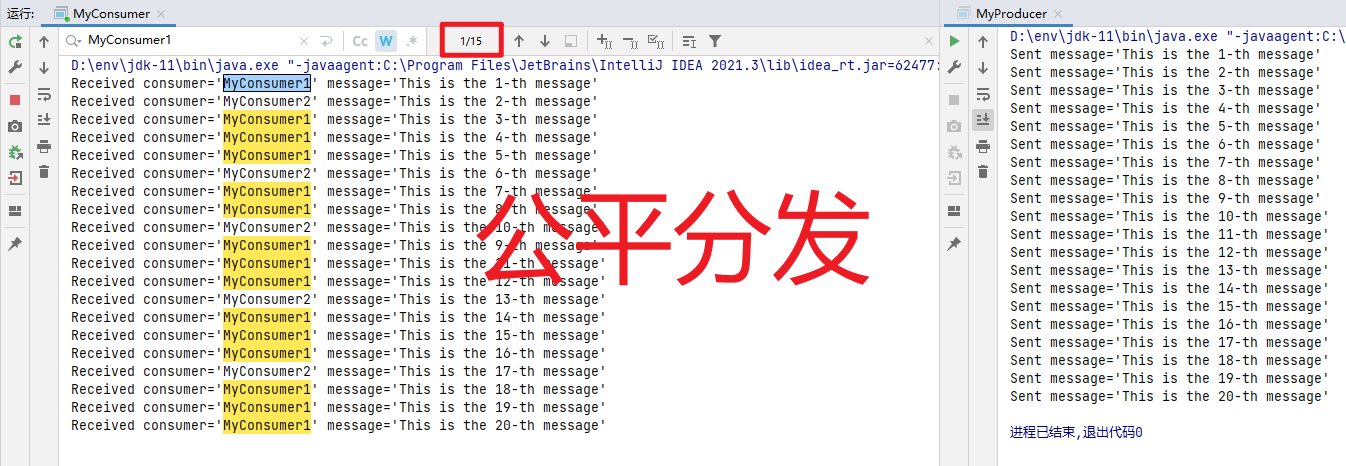 运行: MyConsumer
MyConsumer1
Cc W .* 1/15
D:\env\jdk-11\bin\java.exe "-javaagent:C:\Program Files\JetBrains\IntelliJ IDEA 2021.3\lib\idea_rt.jar=62477:
Received consumer='MyConsumer1' message='This is the 1-th message'
Received consumer='MyConsumer2' message='This is the 2-th message'
Received consumer='MyConsumer1' message='This is the 3-th message'
Received consumer='MyConsumer1' message='This is the 4-th message'
Received consumer='MyConsumer1' message='This is the 5-th message'
Received consumer='MyConsumer2' message='This is the 6-th message'
Received consumer='MyConsumer1' message='This is the 7-th message'
Received consumer='MyConsumer1' message='This is the 8-th message'
Received consumer='MyConsumer2' message='This is the 10-th message'
Received consumer='MyConsumer1' message='This is the 9-th message'
Received consumer='MyConsumer1' message='This is the 11-th message'
Received consumer='MyConsumer1' message='This is the 12-th message'
Received consumer='MyConsumer2' message='This is the 13-th message'
Received consumer='MyConsumer1' message='This is the 14-th message'
Received consumer='MyConsumer1' message='This is the 15-th message'
Received consumer='MyConsumer1' message='This is the 16-th message'
Received consumer='MyConsumer2' message='This is the 17-th message'
Received consumer='MyConsumer1' message='This is the 18-th message'
Received consumer='MyConsumer1' message='This is the 19-th message'
Received consumer='MyConsumer1' message='This is the 20-th message'
公平分发
MyProducer
D:\env\jdk-11\bin\java.exe "-javaagent:C:\
Sent message='This is the 1-th message'
Sent message='This is the 2-th message'
Sent message='This is the 3-th message'
Sent message='This is the 4-th message'
Sent message='This is the 5-th message'
Sent message='This is the 6-th message'
Sent message='This is the 7-th message'
Sent message='This is the 8-th message'
Sent message='This is the 9-th message'
Sent message='This is the 10-th message'
Sent message='This is the 11-th message'
Sent message='This is the 12-th message'
Sent message='This is the 13-th message'
Sent message='This is the 14-th message'
Sent message='This is the 15-th message'
Sent message='This is the 16-th message'
Sent message='This is the 17-th message'
Sent message='This is the 18-th message'
Sent message='This is the 19-th message'
Sent message='This is the 20-th message'
进程已结束,退出代码0